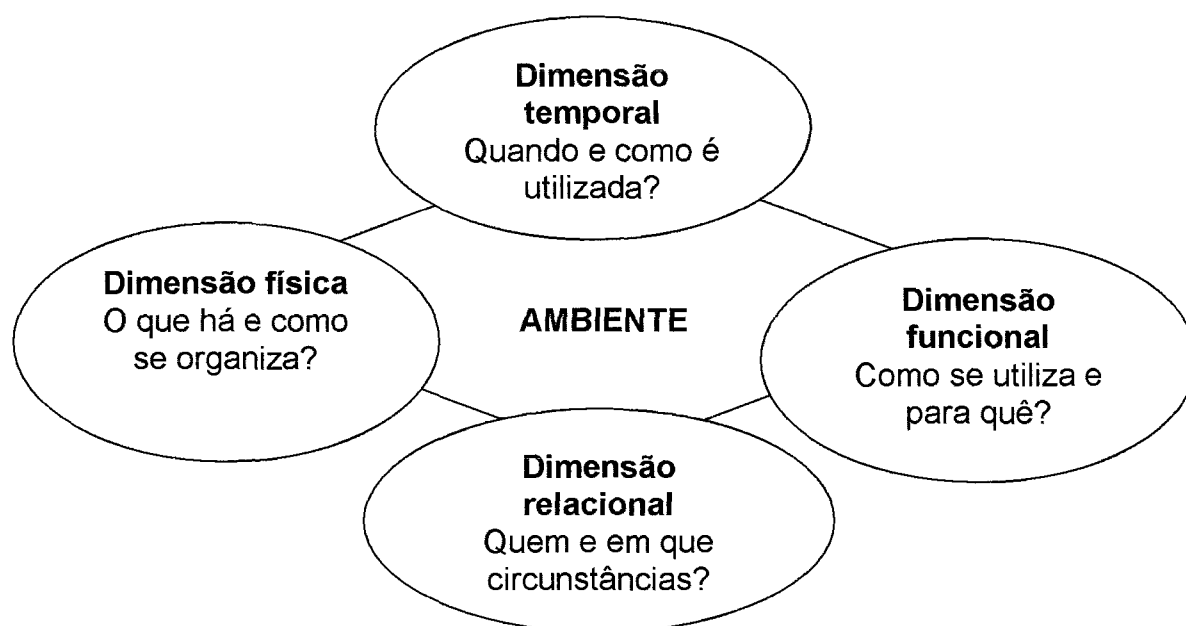 Dimensão
temporal
Quando e como é
utilizada?
Dimensão física
O que há e como
se organiza?
AMBIENTE
Dimensão
funcional
Como se utiliza e
para quê?
Dimensão
relacional
Quem e em que
circunstâncias?